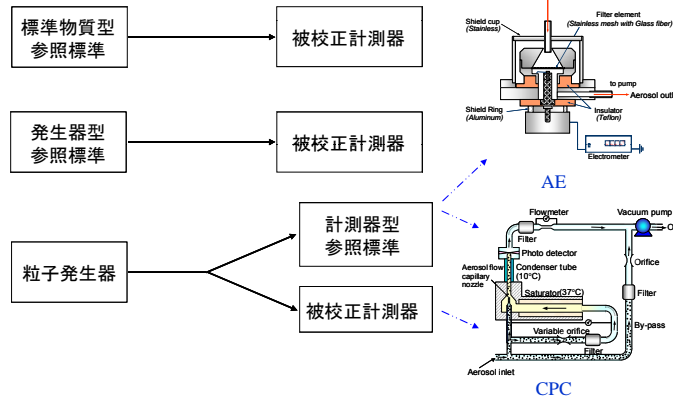 標準物質型
参照標準
被校正計測器
発生器型
参照標準
被校正計測器
粒子発生器
計測器型
参照標準
被校正計測器
Shield cup
(Stainless)
Filter element
(Stainless mesh with Glass fiber)
to pump
Aerosol outl
Shield Ring
(Aluminum)
Insulator
(Teflon)
Electrometer
AE
Flowmeter
Vacuum pump
Filter
Photo detector
Orifice
Aerosol flow
capillary
nozzle
Condenser tube
(10°C)
Saturator(37°C)
Filter
Variable orifice
By-pass
Filter
Aerosol inlet
CPC